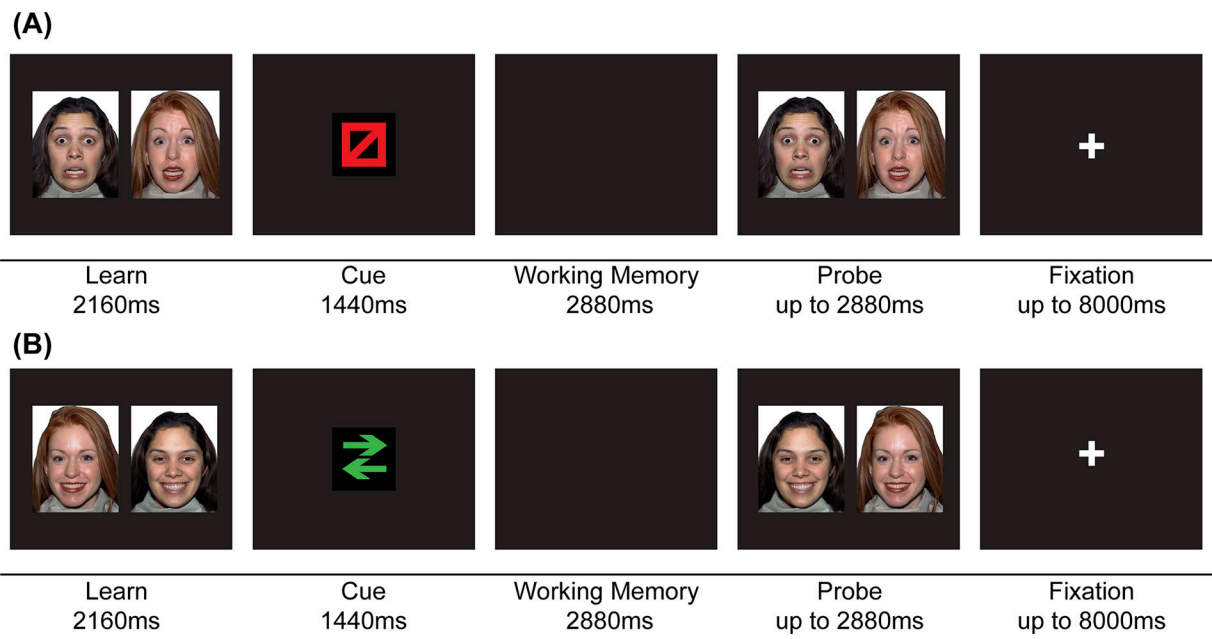 (A)
Learn Cue Working Memory Probe Fixation
2160ms 1440ms 2880ms up to 2880ms up to 8000ms
(B)
Learn Cue Working Memory Probe Fixation
2160ms 1440ms 2880ms up to 2880ms up to 8000ms